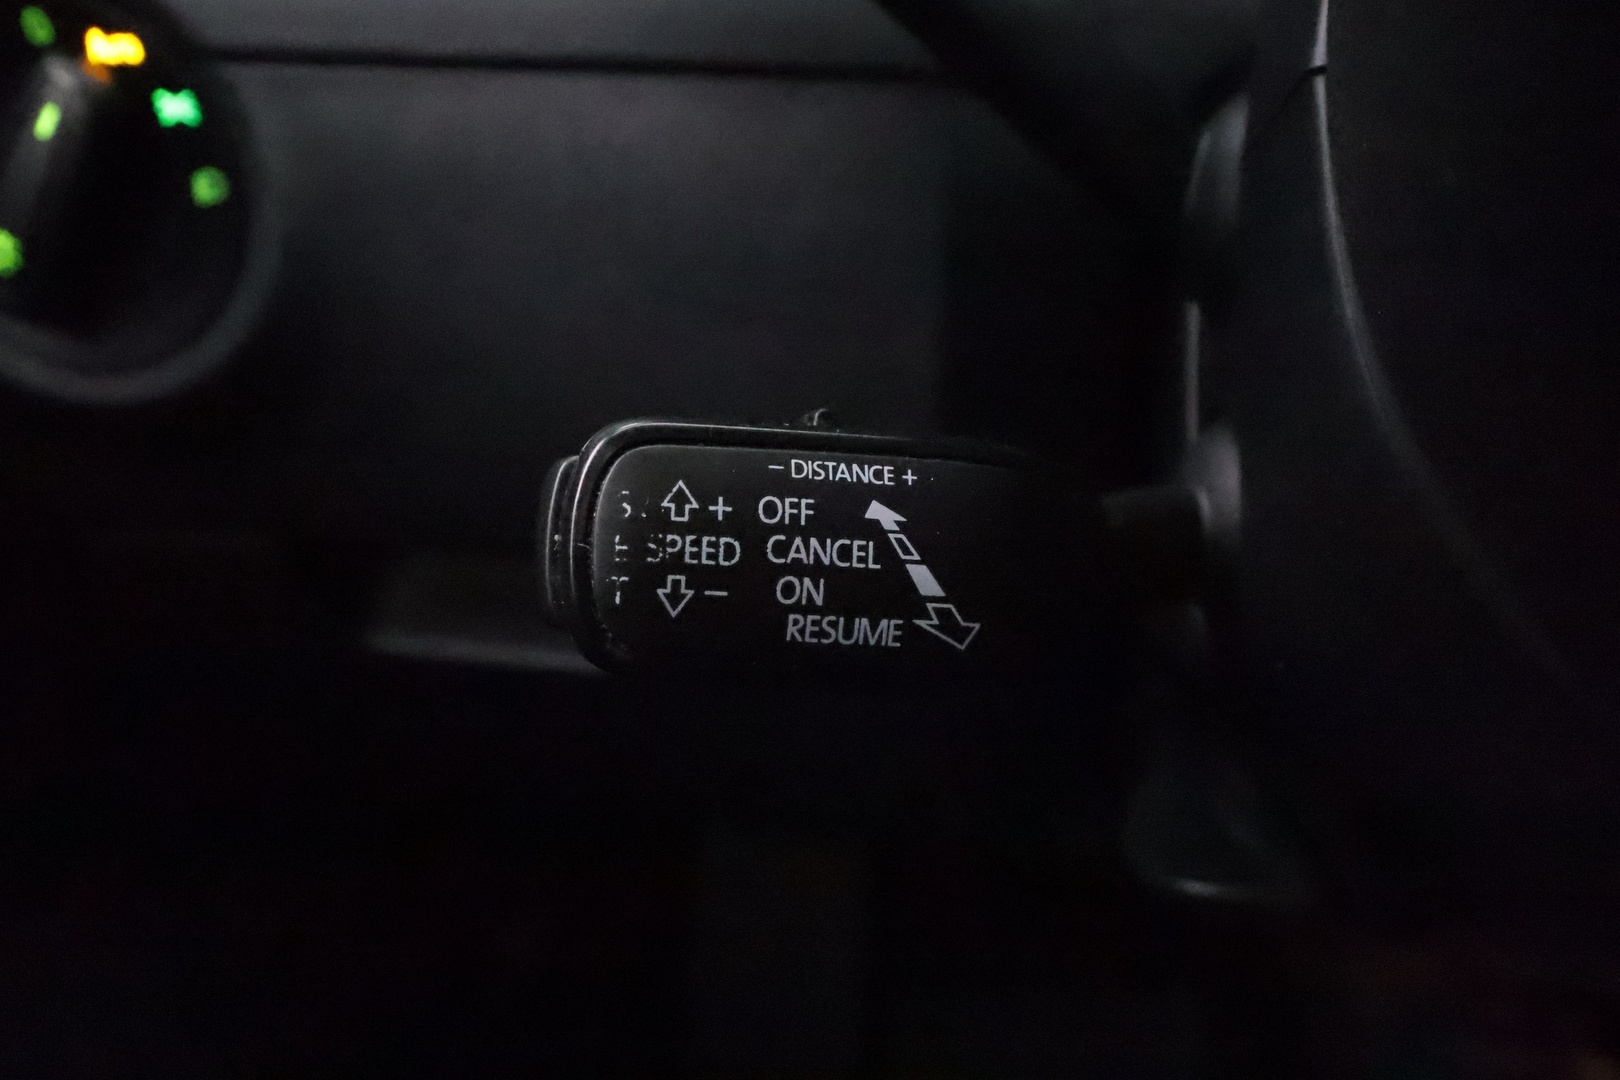 − DISTANCE +
+ OFF
SPEED CANCEL
− ON
RESUME